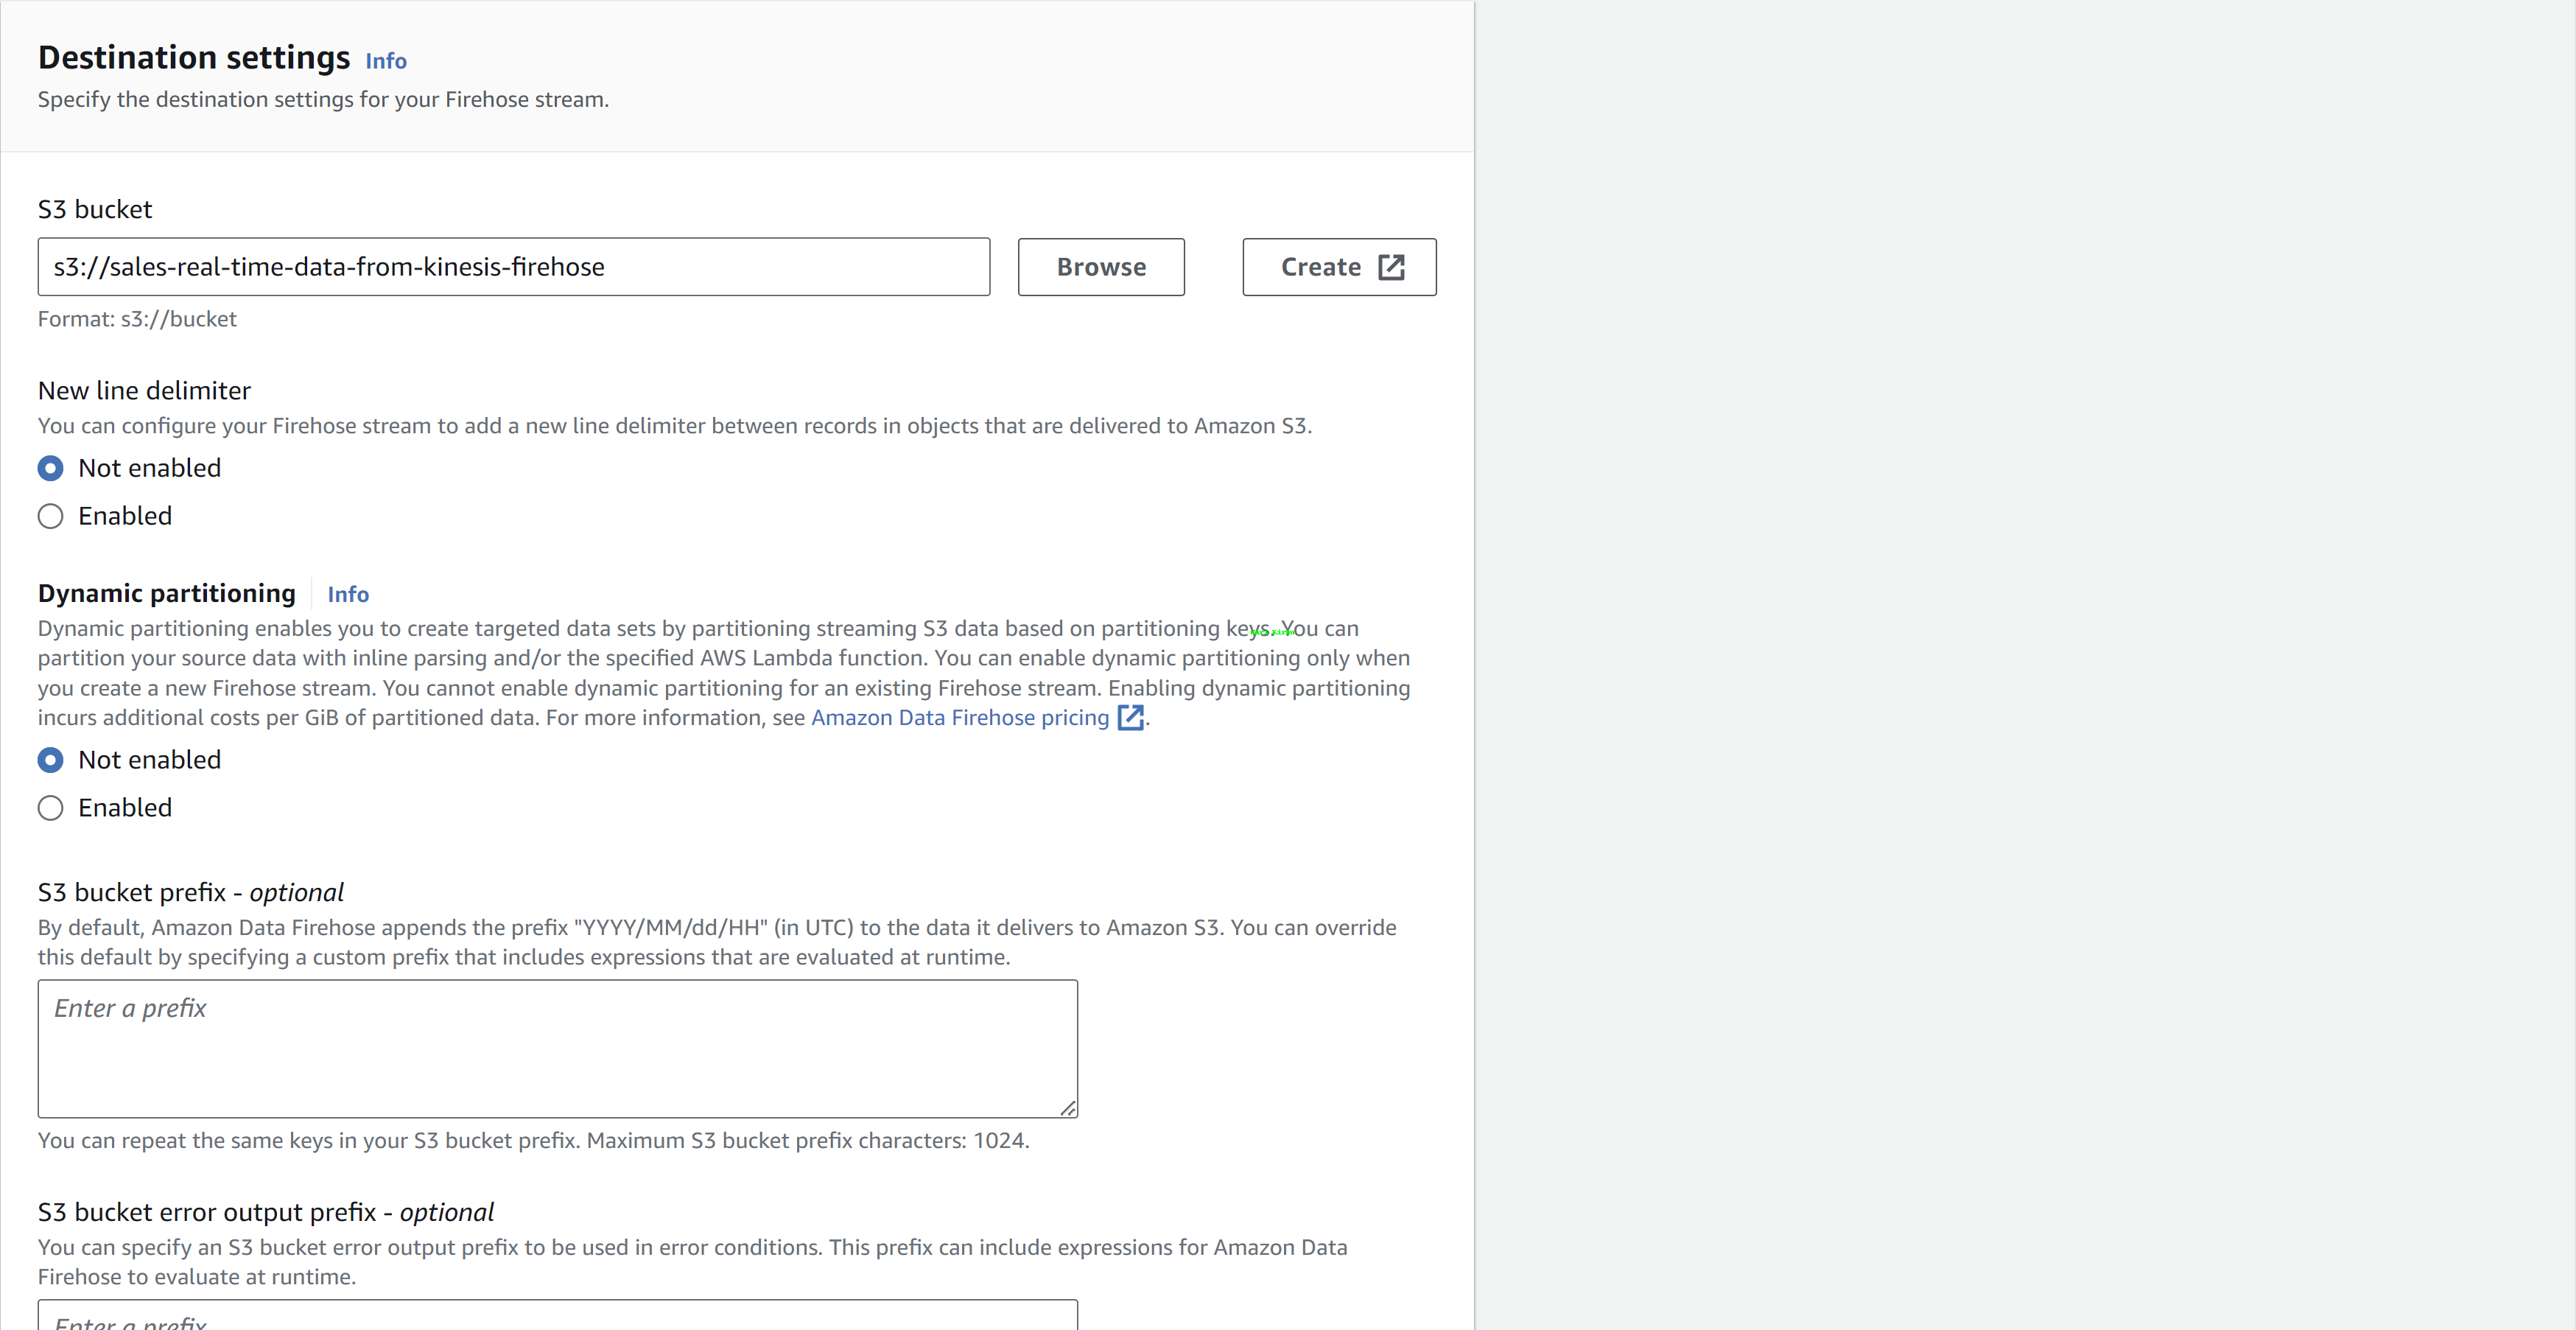 Destination settings Info
Specify the destination settings for your Firehose stream.
S3 bucket
s3://sales-real-time-data-from-kinesis-firehose
Browse
Create
Format: s3://bucket
New line delimiter
You can configure your Firehose stream to add a new line delimiter between records in objects that are delivered to Amazon S3.
Not enabled
Enabled
Dynamic partitioning Info
Dynamic partitioning enables you to create targeted data sets by partitioning streaming S3 data based on partitioning keys. You can
partition your source data with inline parsing and/or the specified AWS Lambda function. You can enable dynamic partitioning only when
you create a new Firehose stream. You cannot enable dynamic partitioning for an existing Firehose stream. Enabling dynamic partitioning
incurs additional costs per GiB of partitioned data. For more information, see Amazon Data Firehose pricing.
Not enabled
Enabled
S3 bucket prefix - optional
By default, Amazon Data Firehose appends the prefix "YYYY/MM/dd/HH" (in UTC) to the data it delivers to Amazon S3. You can override
this default by specifying a custom prefix that includes expressions that are evaluated at runtime.
Enter a prefix
You can repeat the same keys in your S3 bucket prefix. Maximum S3 bucket prefix characters: 1024.
S3 bucket error output prefix - optional
You can specify an S3 bucket error output prefix to be used in error conditions. This prefix can include expressions for Amazon Data
Firehose to evaluate at runtime.
Enter a prefix